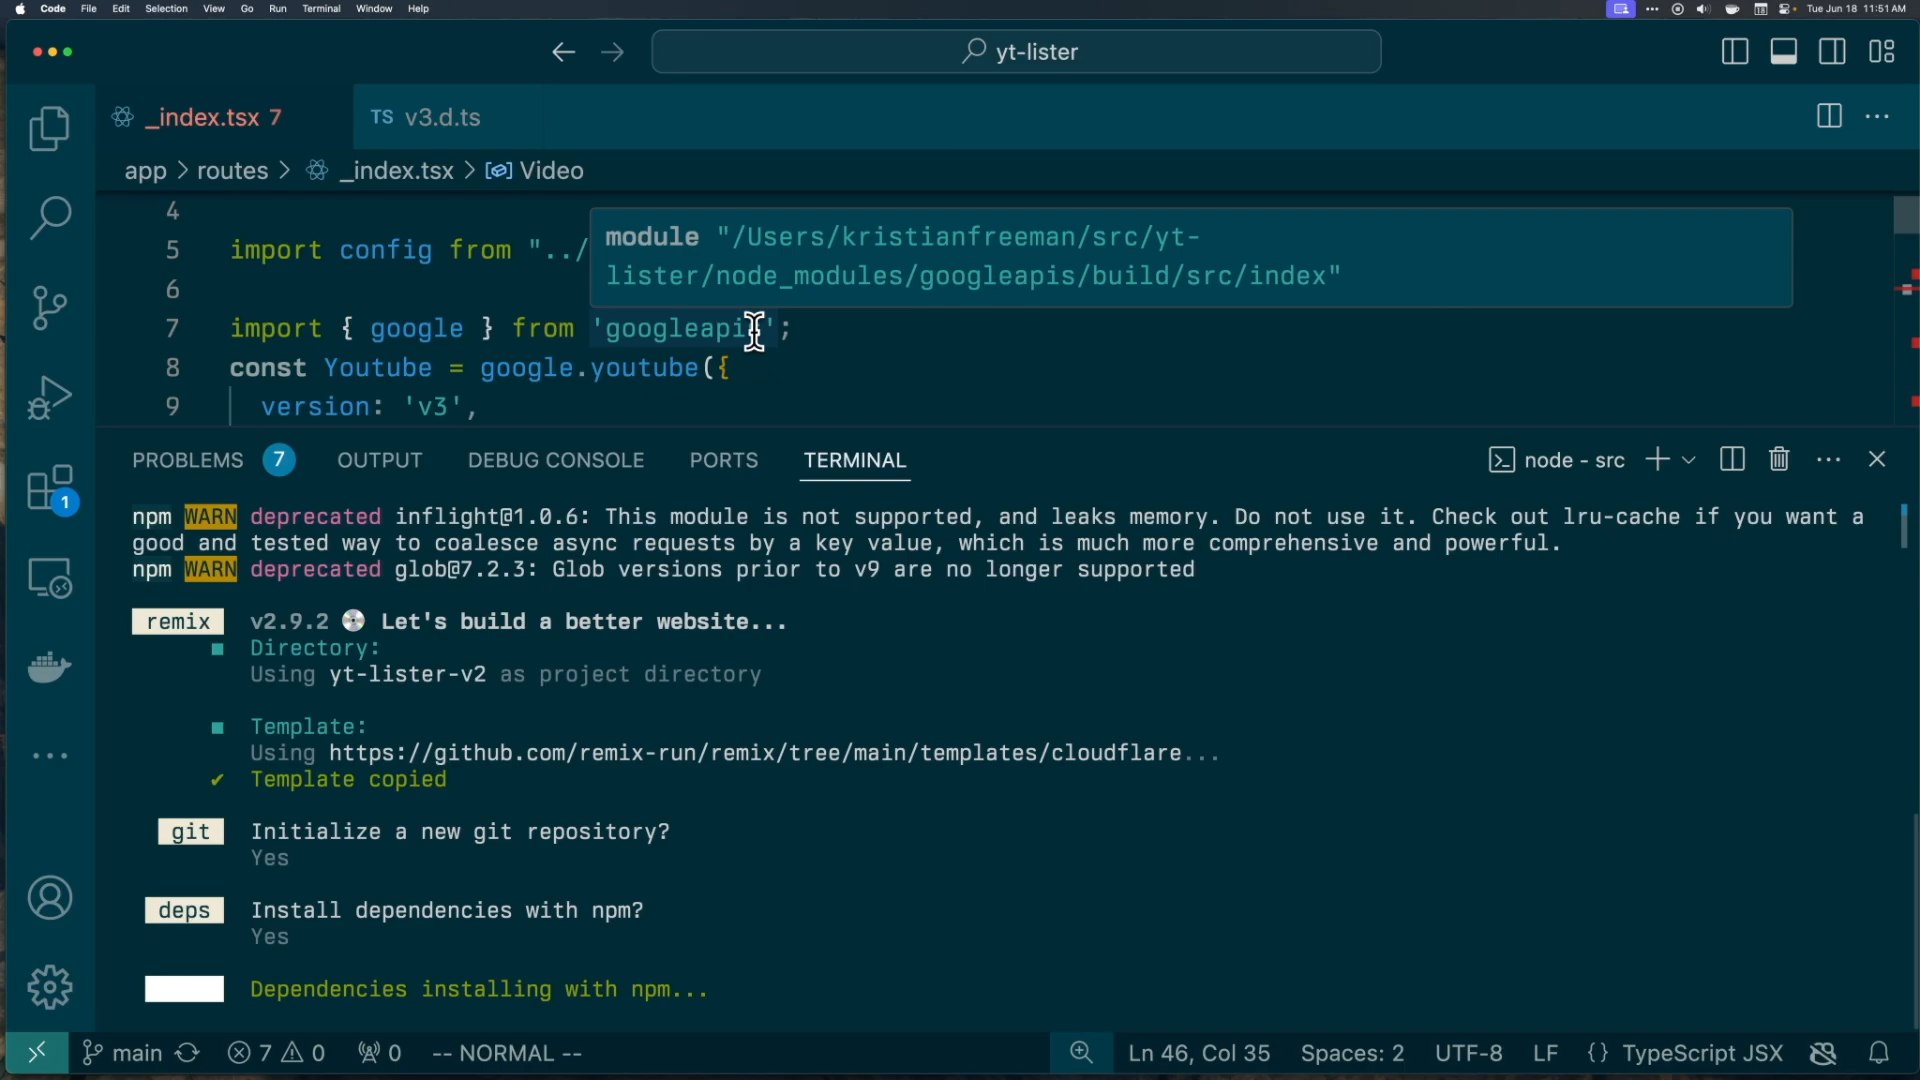 Code File Edit Selection View Go Run Terminal Window Help
Tue Jun 18 11:51 AM
yt-lister
_index.tsx 7
TS v3.d.ts
app > routes > _index.tsx > Video
4
5 import config from "../
6
module "/Users/kristianfreeman/src/yt-
lister/node_modules/googleapis/build/src/index"
7 import { google } from 'googleapis';
8 const Youtube = google.youtube({
9 version: 'v3',
PROBLEMS 7 OUTPUT DEBUG CONSOLE PORTS TERMINAL
node - src
npm WARN deprecated inflight@1.0.6: This module is not supported, and leaks memory. Do not use it. Check out lru-cache if you want a
good and tested way to coalesce async requests by a key value, which is much more comprehensive and powerful.
npm WARN deprecated glob@7.2.3: Glob versions prior to v9 are no longer supported
remix v2.9.2 💿 Let's build a better website...
■ Directory:
Using yt-lister-v2 as project directory
■ Template:
Using https://github.com/remix-run/remix/tree/main/templates/cloudflare...
✔ Template copied
git Initialize a new git repository?
Yes
deps Install dependencies with npm?
Yes
Dependencies installing with npm...
1
main 7 0 0 -- NORMAL --
Ln 46, Col 35 Spaces: 2 UTF-8 LF {} TypeScript JSX